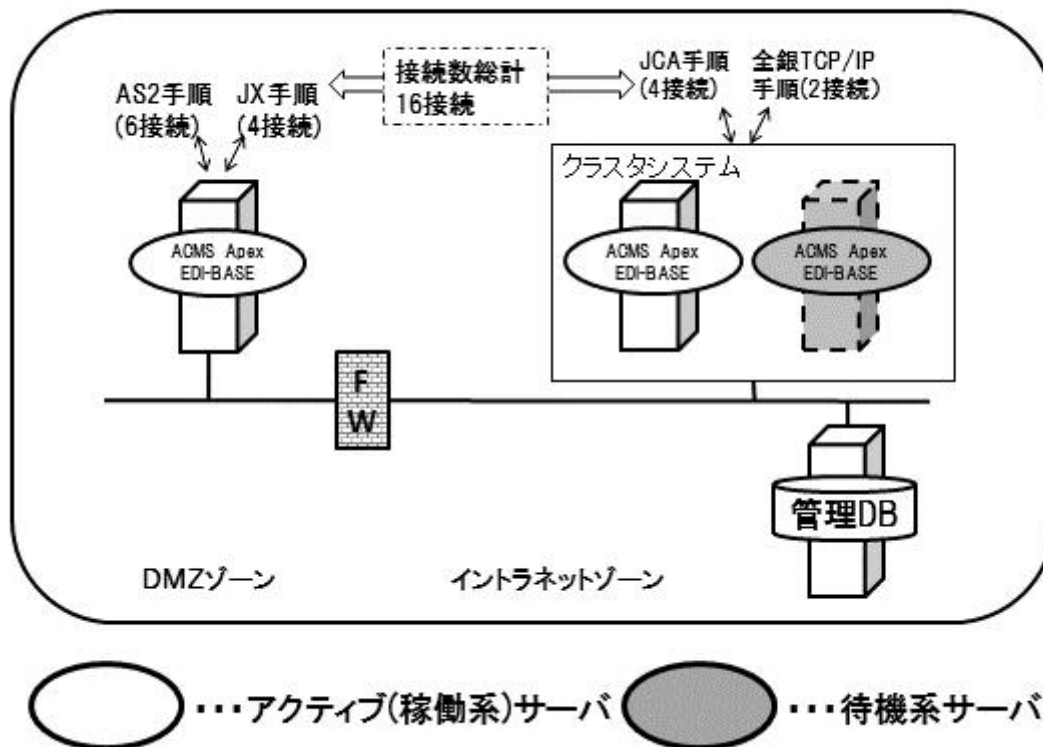 接続数総計
16接続
AS2手順
(6接続)
JX手順
(4接続)
JCA手順
(4接続)
全銀TCP/IP
手順(2接続)
クラスタシステム
ACMS Apex
EDI-BASE
ACMS Apex
EDI-BASE
ACMS Apex
EDI-BASE
F
W
管理DB
DMZゾーン
イントラネットゾーン
・・・アクティブ(稼働系)サーバ
・・・待機系サーバ